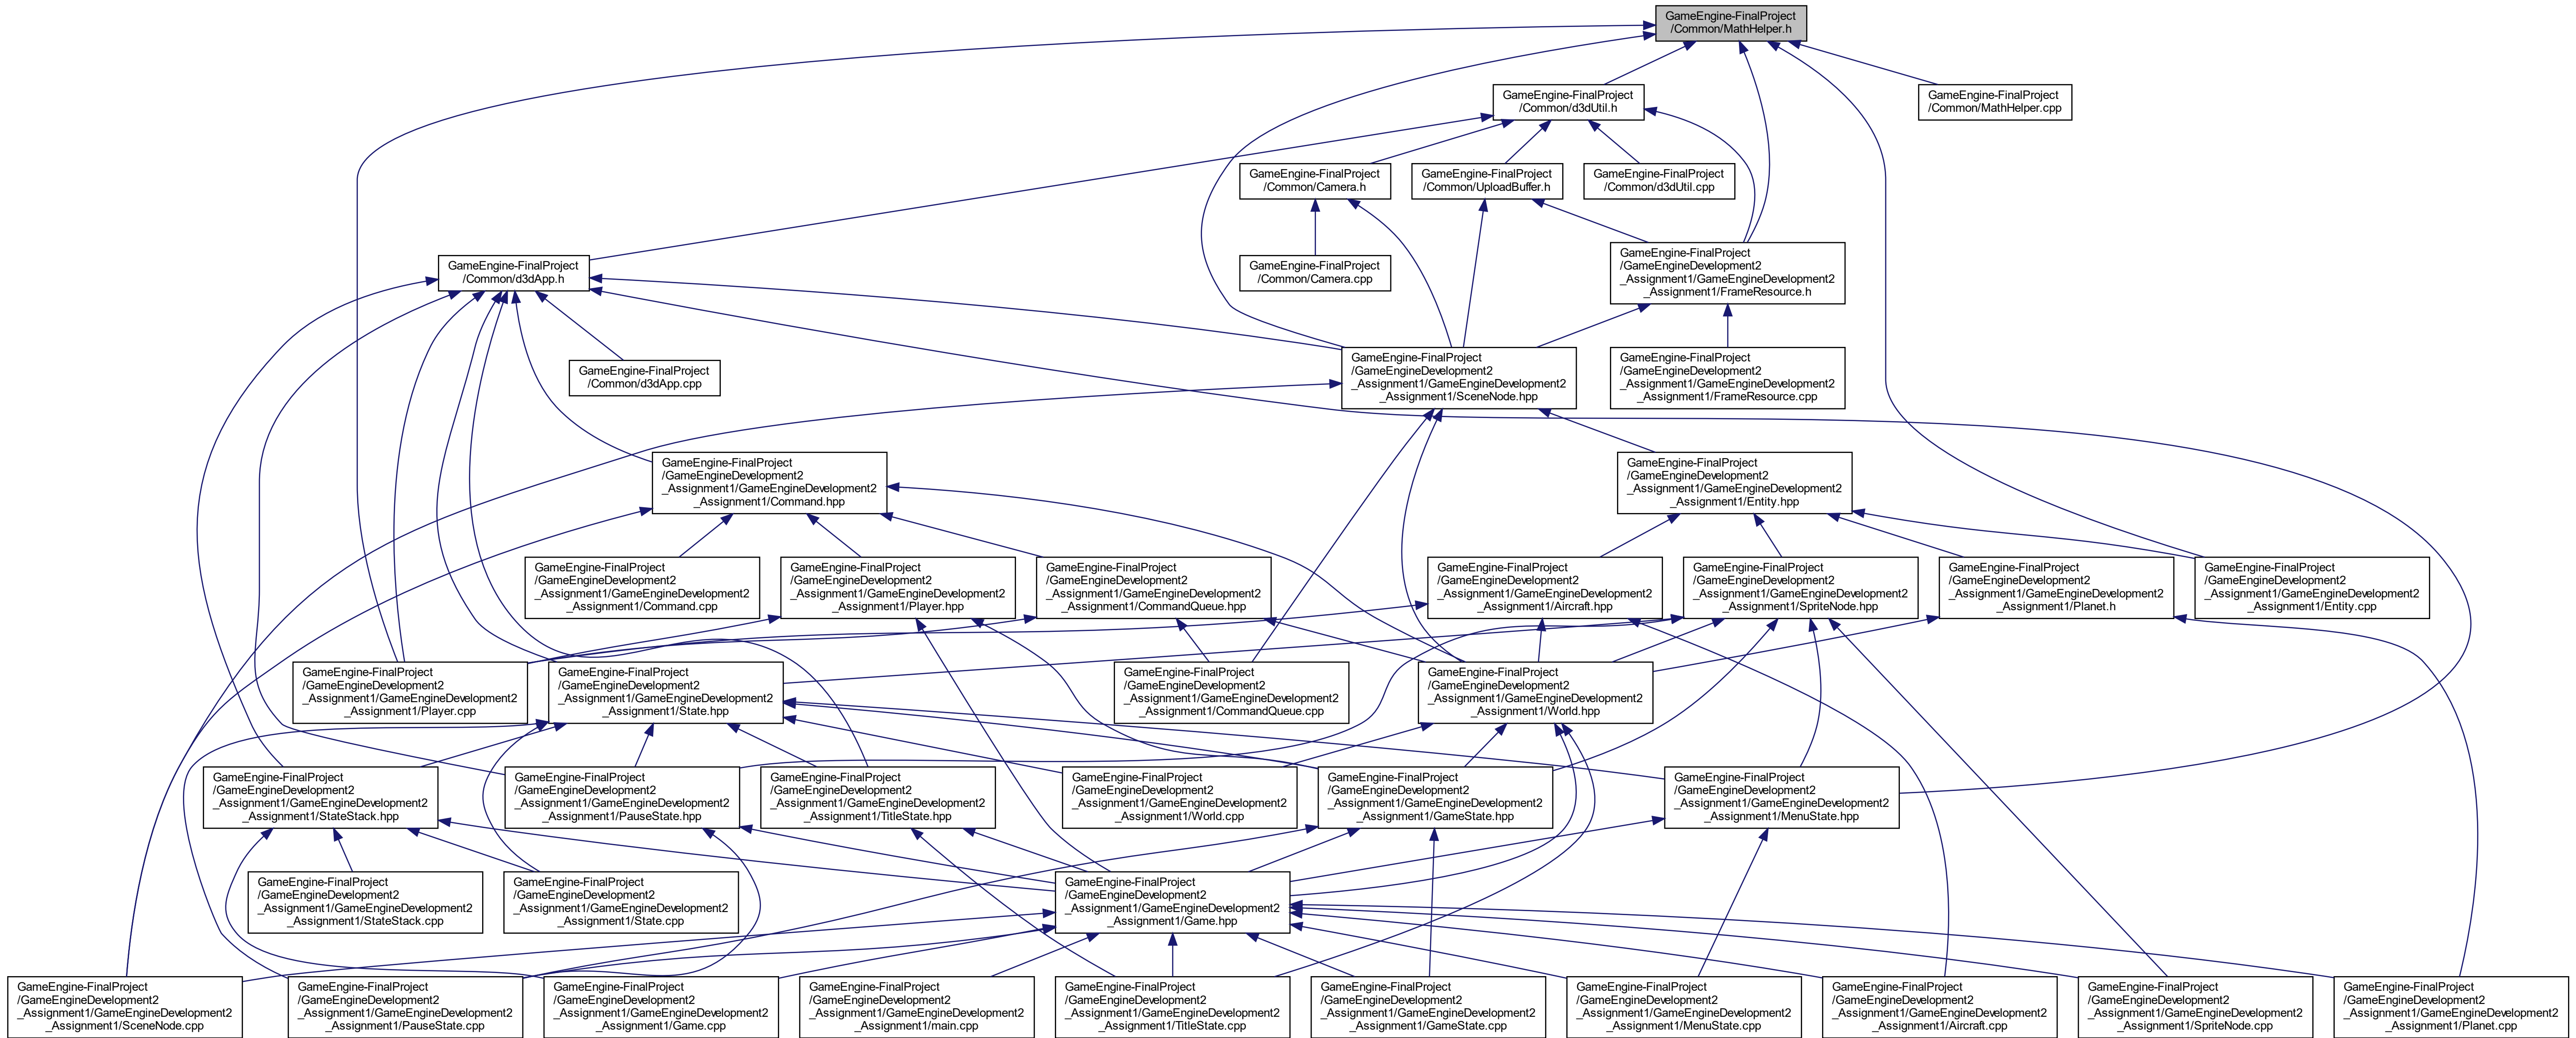 GameEngine-FinalProject
/Common/MathHelper.h
GameEngine-FinalProject
/Common/d3dUtil.h
GameEngine-FinalProject
/Common/MathHelper.cpp
GameEngine-FinalProject
/Common/Camera.h
GameEngine-FinalProject
/Common/UploadBuffer.h
GameEngine-FinalProject
/Common/d3dUtil.cpp
GameEngine-FinalProject
/Common/d3dApp.h
GameEngine-FinalProject
/Common/Camera.cpp
GameEngine-FinalProject
/GameEngineDevelopment2
_Assignment1/GameEngineDevelopment2
_Assignment1/FrameResource.h
GameEngine-FinalProject
/Common/d3dApp.cpp
GameEngine-FinalProject
/GameEngineDevelopment2
_Assignment1/GameEngineDevelopment2
_Assignment1/SceneNode.hpp
GameEngine-FinalProject
/GameEngineDevelopment2
_Assignment1/GameEngineDevelopment2
_Assignment1/FrameResource.cpp
GameEngine-FinalProject
/GameEngineDevelopment2
_Assignment1/GameEngineDevelopment2
_Assignment1/Command.hpp
GameEngine-FinalProject
/GameEngineDevelopment2
_Assignment1/GameEngineDevelopment2
_Assignment1/Entity.hpp
GameEngine-FinalProject
/GameEngineDevelopment2
_Assignment1/GameEngineDevelopment2
_Assignment1/Command.cpp
GameEngine-FinalProject
/GameEngineDevelopment2
_Assignment1/GameEngineDevelopment2
_Assignment1/Player.hpp
GameEngine-FinalProject
/GameEngineDevelopment2
_Assignment1/GameEngineDevelopment2
_Assignment1/CommandQueue.hpp
GameEngine-FinalProject
/GameEngineDevelopment2
_Assignment1/GameEngineDevelopment2
_Assignment1/Aircraft.hpp
GameEngine-FinalProject
/GameEngineDevelopment2
_Assignment1/GameEngineDevelopment2
_Assignment1/SpriteNode.hpp
GameEngine-FinalProject
/GameEngineDevelopment2
_Assignment1/GameEngineDevelopment2
_Assignment1/Planet.h
GameEngine-FinalProject
/GameEngineDevelopment2
_Assignment1/GameEngineDevelopment2
_Assignment1/Entity.cpp
GameEngine-FinalProject
/GameEngineDevelopment2
_Assignment1/GameEngineDevelopment2
_Assignment1/Player.cpp
GameEngine-FinalProject
/GameEngineDevelopment2
_Assignment1/GameEngineDevelopment2
_Assignment1/State.hpp
GameEngine-FinalProject
/GameEngineDevelopment2
_Assignment1/GameEngineDevelopment2
_Assignment1/CommandQueue.cpp
GameEngine-FinalProject
/GameEngineDevelopment2
_Assignment1/GameEngineDevelopment2
_Assignment1/World.hpp
GameEngine-FinalProject
/GameEngineDevelopment2
_Assignment1/GameEngineDevelopment2
_Assignment1/StateStack.hpp
GameEngine-FinalProject
/GameEngineDevelopment2
_Assignment1/GameEngineDevelopment2
_Assignment1/PauseState.hpp
GameEngine-FinalProject
/GameEngineDevelopment2
_Assignment1/GameEngineDevelopment2
_Assignment1/TitleState.hpp
GameEngine-FinalProject
/GameEngineDevelopment2
_Assignment1/GameEngineDevelopment2
_Assignment1/World.cpp
GameEngine-FinalProject
/GameEngineDevelopment2
_Assignment1/GameEngineDevelopment2
_Assignment1/GameState.hpp
GameEngine-FinalProject
/GameEngineDevelopment2
_Assignment1/GameEngineDevelopment2
_Assignment1/MenuState.hpp
GameEngine-FinalProject
/GameEngineDevelopment2
_Assignment1/GameEngineDevelopment2
_Assignment1/StateStack.cpp
GameEngine-FinalProject
/GameEngineDevelopment2
_Assignment1/GameEngineDevelopment2
_Assignment1/State.cpp
GameEngine-FinalProject
/GameEngineDevelopment2
_Assignment1/GameEngineDevelopment2
_Assignment1/Game.hpp
GameEngine-FinalProject
/GameEngineDevelopment2
_Assignment1/GameEngineDevelopment2
_Assignment1/SceneNode.cpp
GameEngine-FinalProject
/GameEngineDevelopment2
_Assignment1/GameEngineDevelopment2
_Assignment1/PauseState.cpp
GameEngine-FinalProject
/GameEngineDevelopment2
_Assignment1/GameEngineDevelopment2
_Assignment1/Game.cpp
GameEngine-FinalProject
/GameEngineDevelopment2
_Assignment1/GameEngineDevelopment2
_Assignment1/main.cpp
GameEngine-FinalProject
/GameEngineDevelopment2
_Assignment1/GameEngineDevelopment2
_Assignment1/TitleState.cpp
GameEngine-FinalProject
/GameEngineDevelopment2
_Assignment1/GameEngineDevelopment2
_Assignment1/GameState.cpp
GameEngine-FinalProject
/GameEngineDevelopment2
_Assignment1/GameEngineDevelopment2
_Assignment1/MenuState.cpp
GameEngine-FinalProject
/GameEngineDevelopment2
_Assignment1/GameEngineDevelopment2
_Assignment1/Aircraft.cpp
GameEngine-FinalProject
/GameEngineDevelopment2
_Assignment1/GameEngineDevelopment2
_Assignment1/SpriteNode.cpp
GameEngine-FinalProject
/GameEngineDevelopment2
_Assignment1/GameEngineDevelopment2
_Assignment1/Planet.cpp